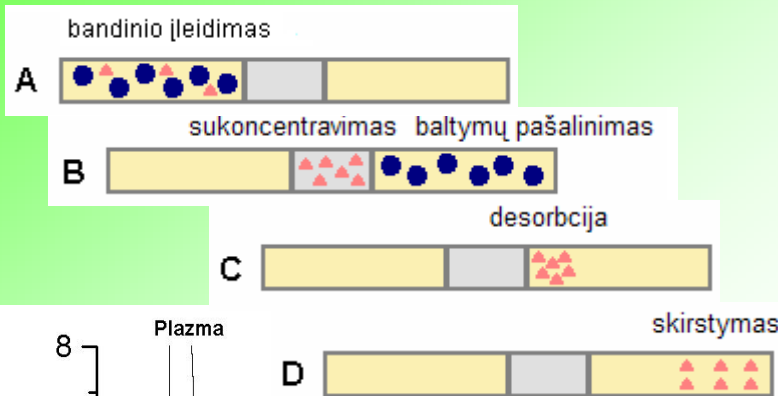 bandinio įleidimas
A
sukoncentravimas baltymų pašalinimas
B
desorbcija
C
skirstymas
D
Plazma
8